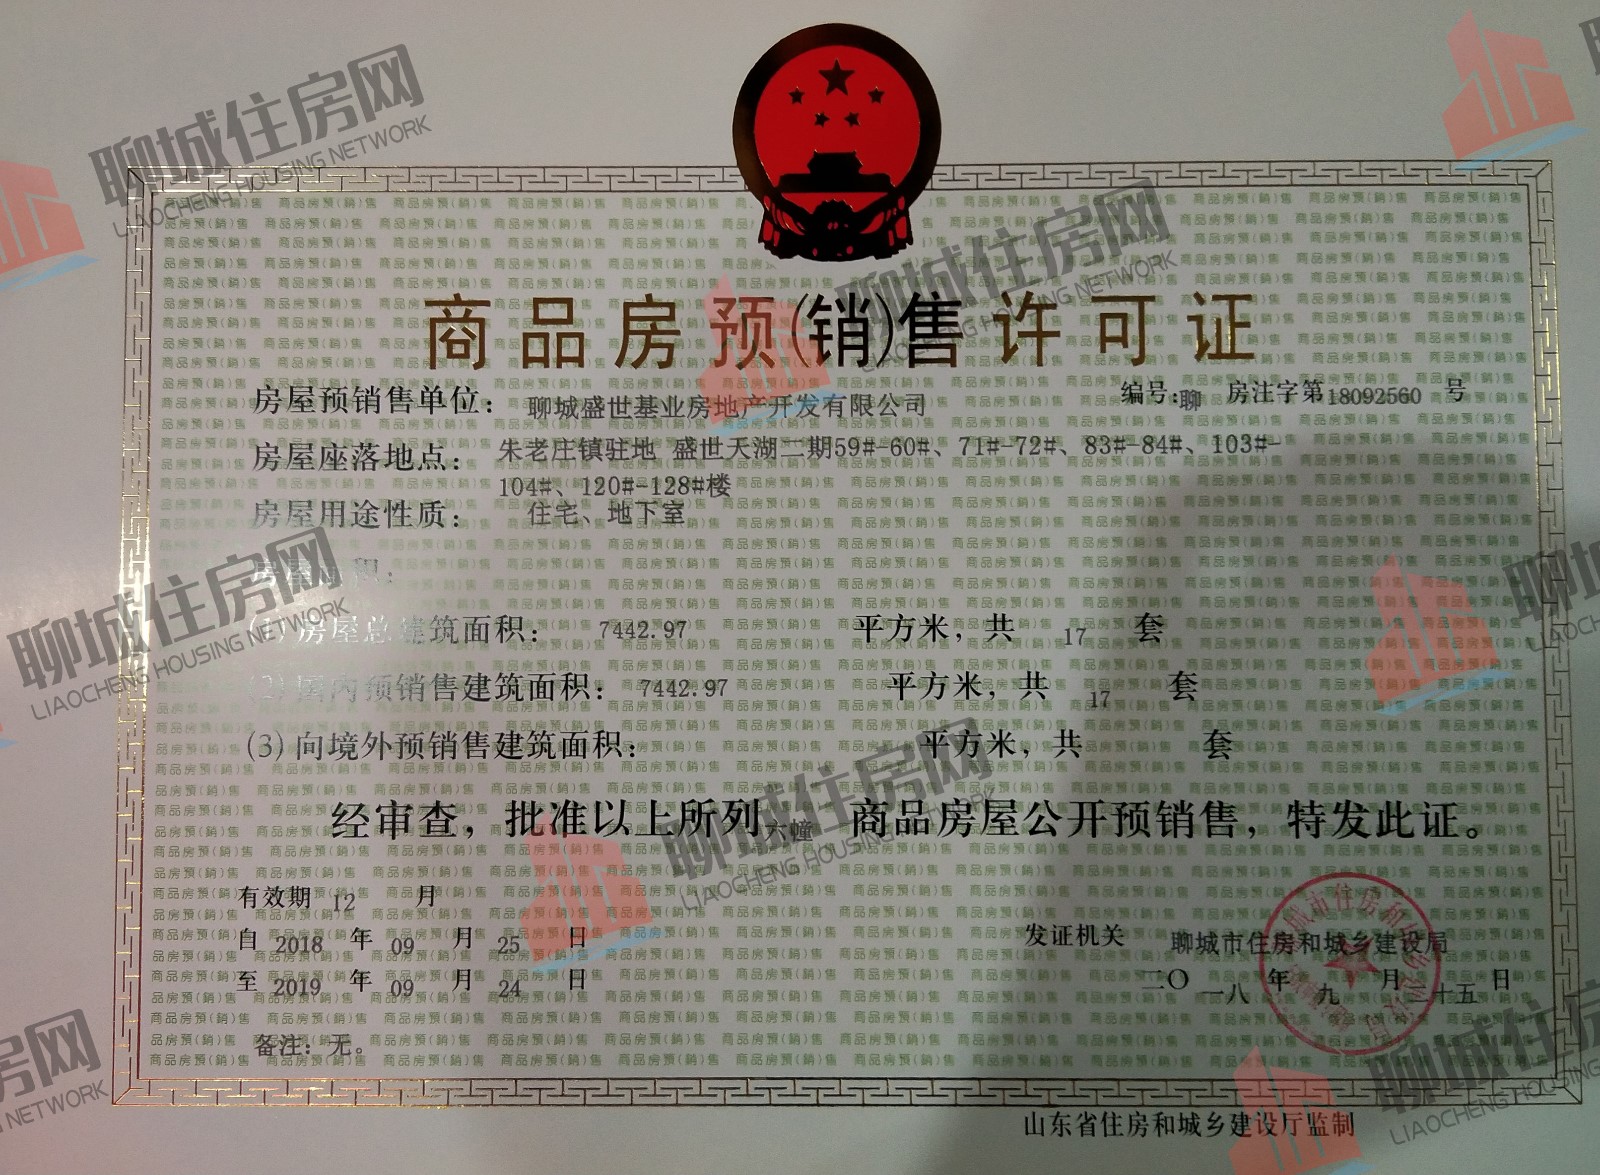 商品房预(销)售许可证
编号:聊 房注字第18092560 号
房屋预销售单位: 聊城盛世基业房地产开发有限公司
房屋座落地点: 朱老庄镇驻地 盛世天湖二期59#-60#、71#-72#、83#-84#、103#-
104#、120#-128#楼
房屋用途性质: 住宅、地下室
房屋面积:
(1)房屋总建筑面积: 7442.97 平方米,共 17 套
(2)国内预销售建筑面积: 7442.97 平方米,共 17 套
(3)向境外预销售建筑面积: 平方米,共 套
经审查,批准以上所列六幢 商品房屋公开预销售,特发此证。
有效期 12 月
自 2018 年 09 月 25 日
至 2019 年 09 月 24 日
发证机关 聊城市住房和城乡建设局
二〇一八 年 九 月二十五 日
备注: 无。
山东省住房和城乡建设厅监制
聊城住房网
LIAOCHENG HOUSING NETWORK